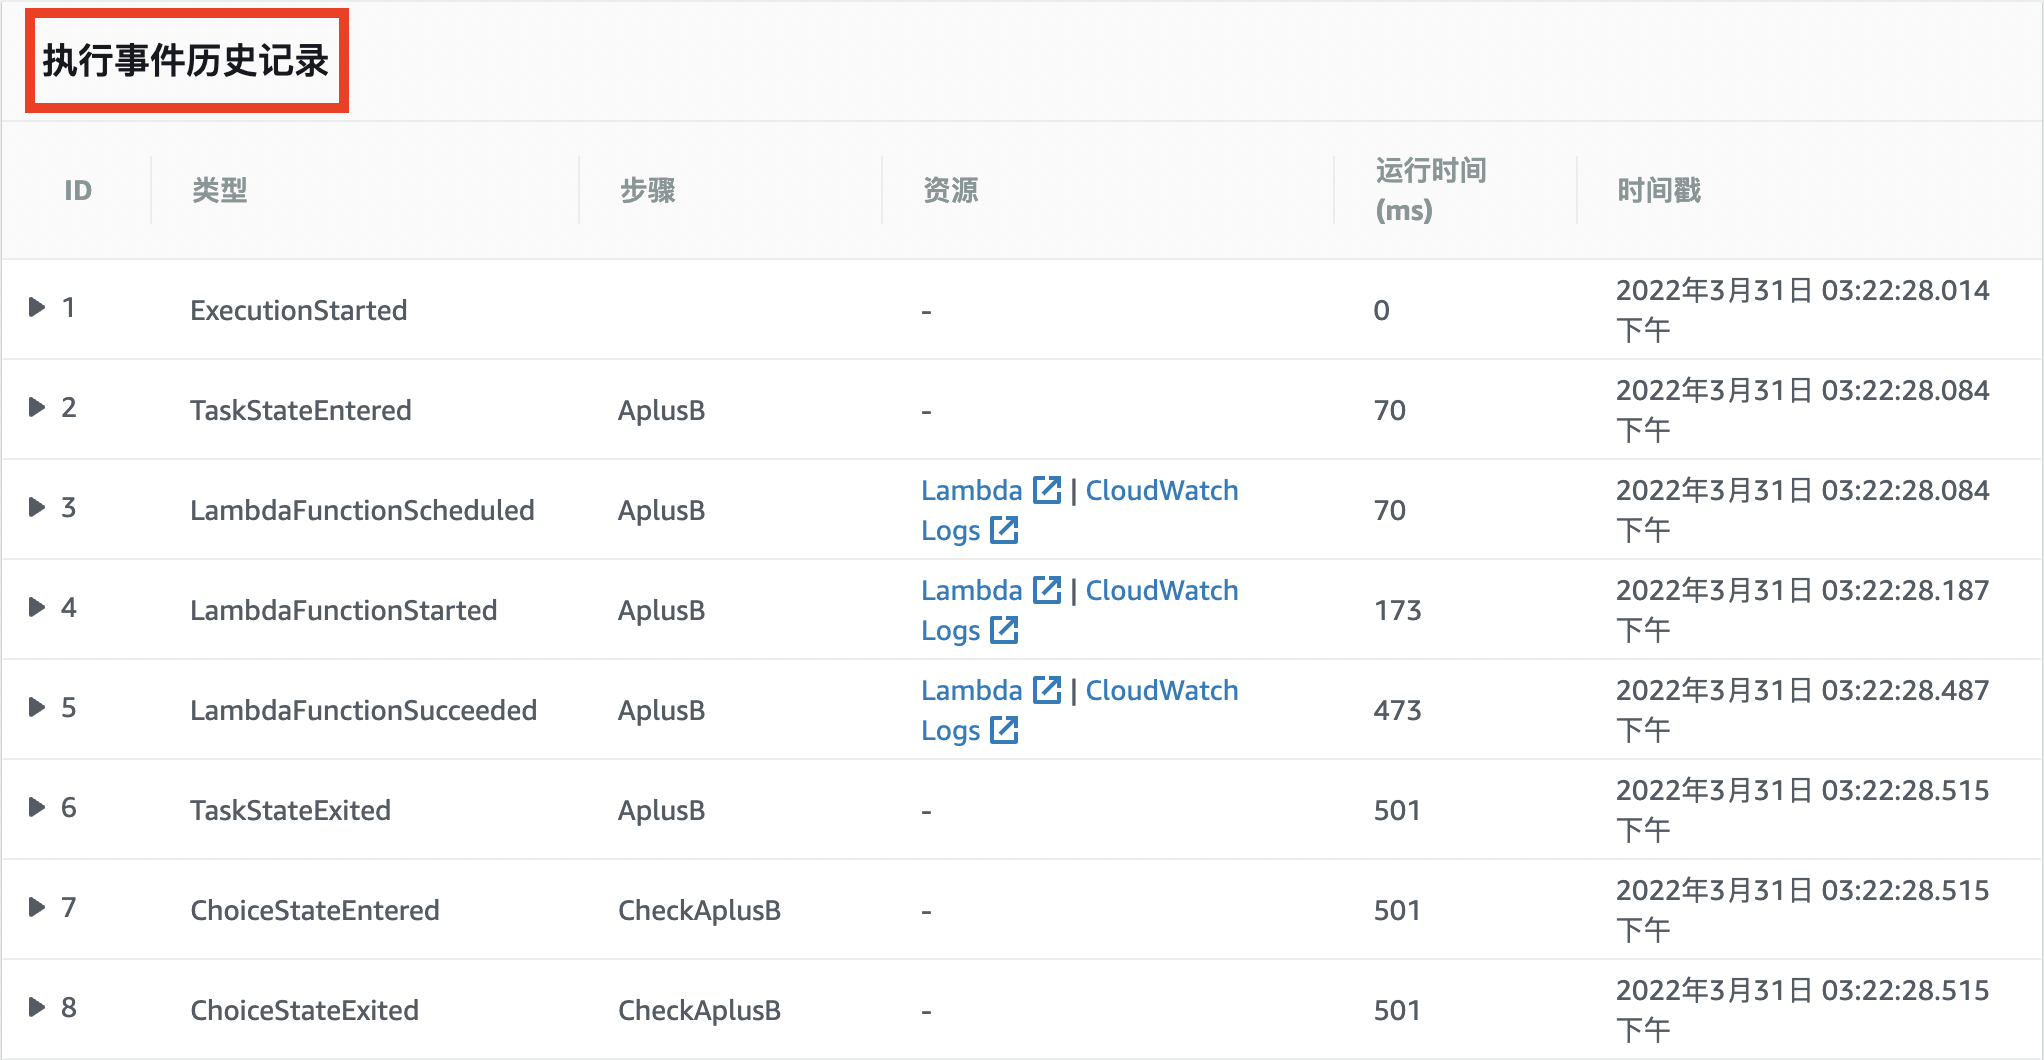 执行事件历史记录
ID 类型 步骤 资源 运行时间 (ms) 时间戳
1 ExecutionStarted - 0 2022年3月31日 03:22:28.014 下午
2 TaskStateEntered AplusB - 70 2022年3月31日 03:22:28.084 下午
3 LambdaFunctionScheduled AplusB Lambda | CloudWatch Logs 70 2022年3月31日 03:22:28.084 下午
4 LambdaFunctionStarted AplusB Lambda | CloudWatch Logs 173 2022年3月31日 03:22:28.187 下午
5 LambdaFunctionSucceeded AplusB Lambda | CloudWatch Logs 473 2022年3月31日 03:22:28.487 下午
6 TaskStateExited AplusB - 501 2022年3月31日 03:22:28.515 下午
7 ChoiceStateEntered CheckAplusB - 501 2022年3月31日 03:22:28.515 下午
8 ChoiceStateExited CheckAplusB - 501 2022年3月31日 03:22:28.515 下午